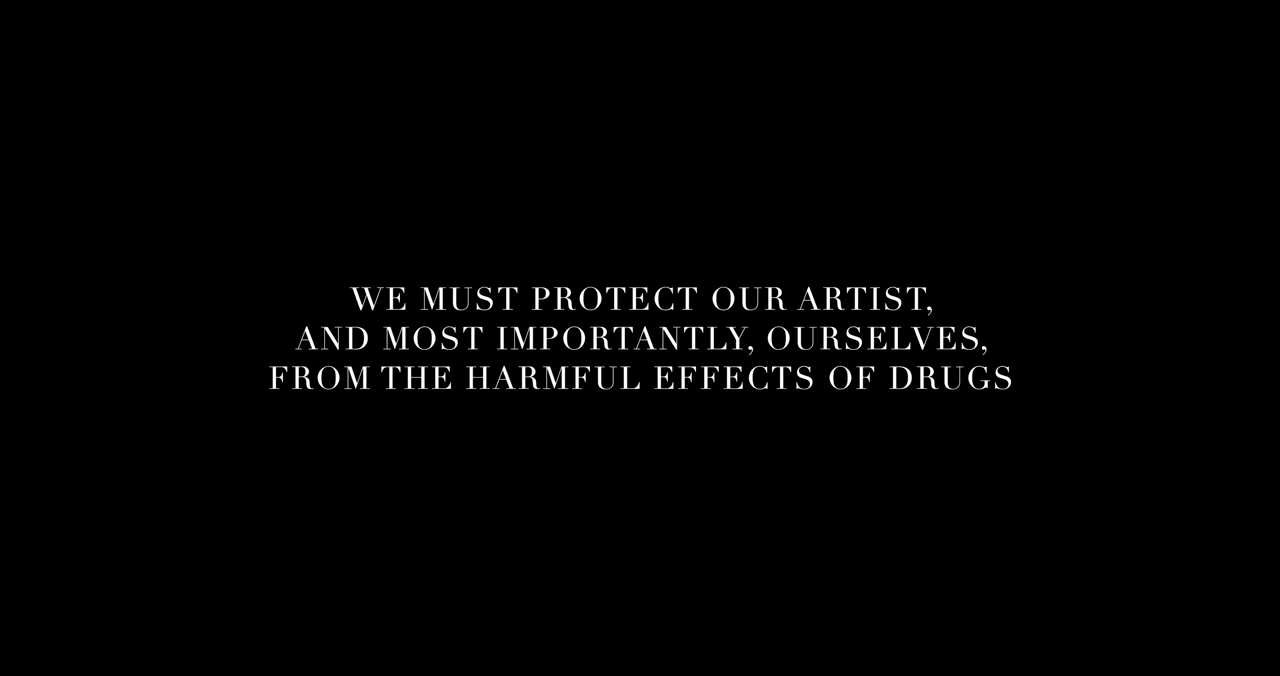 WE MUST PROTECT OUR ARTIST,
AND MOST IMPORTANTLY, OURSELVES,
FROM THE HARMFUL EFFECTS OF DRUGS